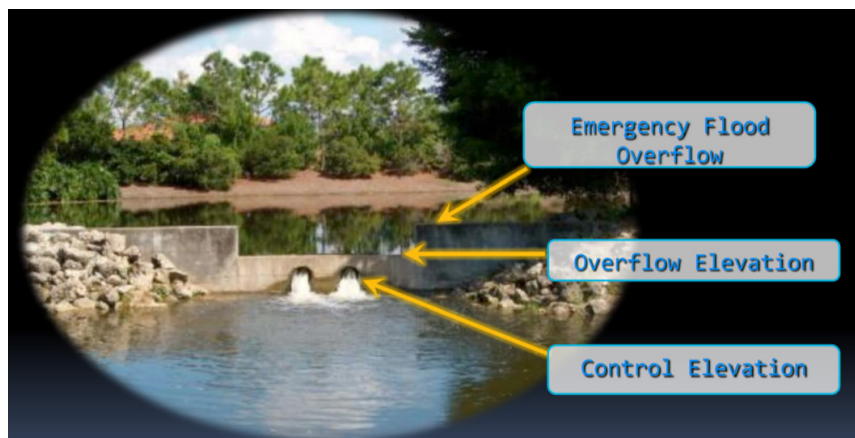 Emergency Flood
Overflow
Overflow Elevation
Control Elevation